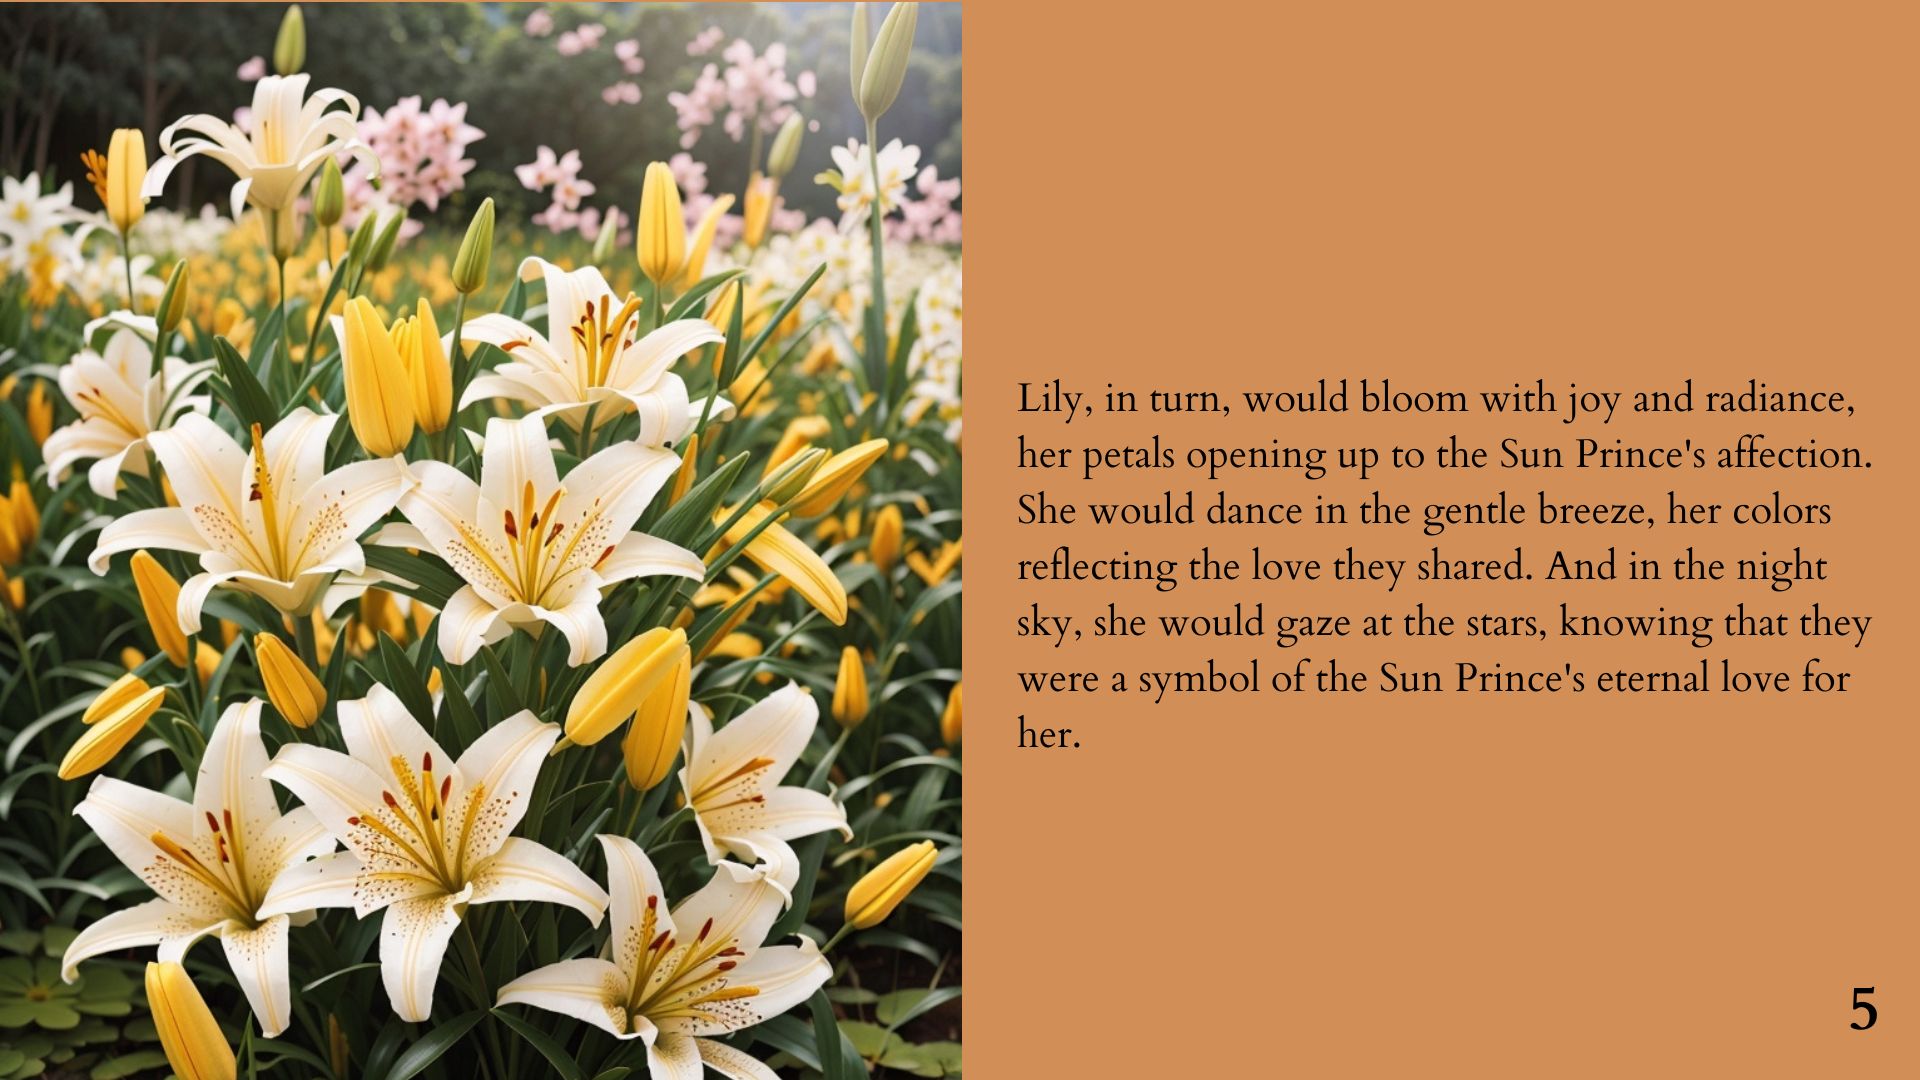 Lily, in turn, would bloom with joy and radiance,
her petals opening up to the Sun Prince's affection.
She would dance in the gentle breeze, her colors
reflecting the love they shared. And in the night
sky, she would gaze at the stars, knowing that they
were a symbol of the Sun Prince's eternal love for
her.
5